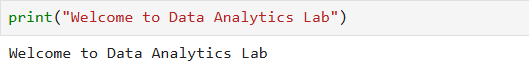 print("Welcome to Data Analytics Lab")
Welcome to Data Analytics Lab